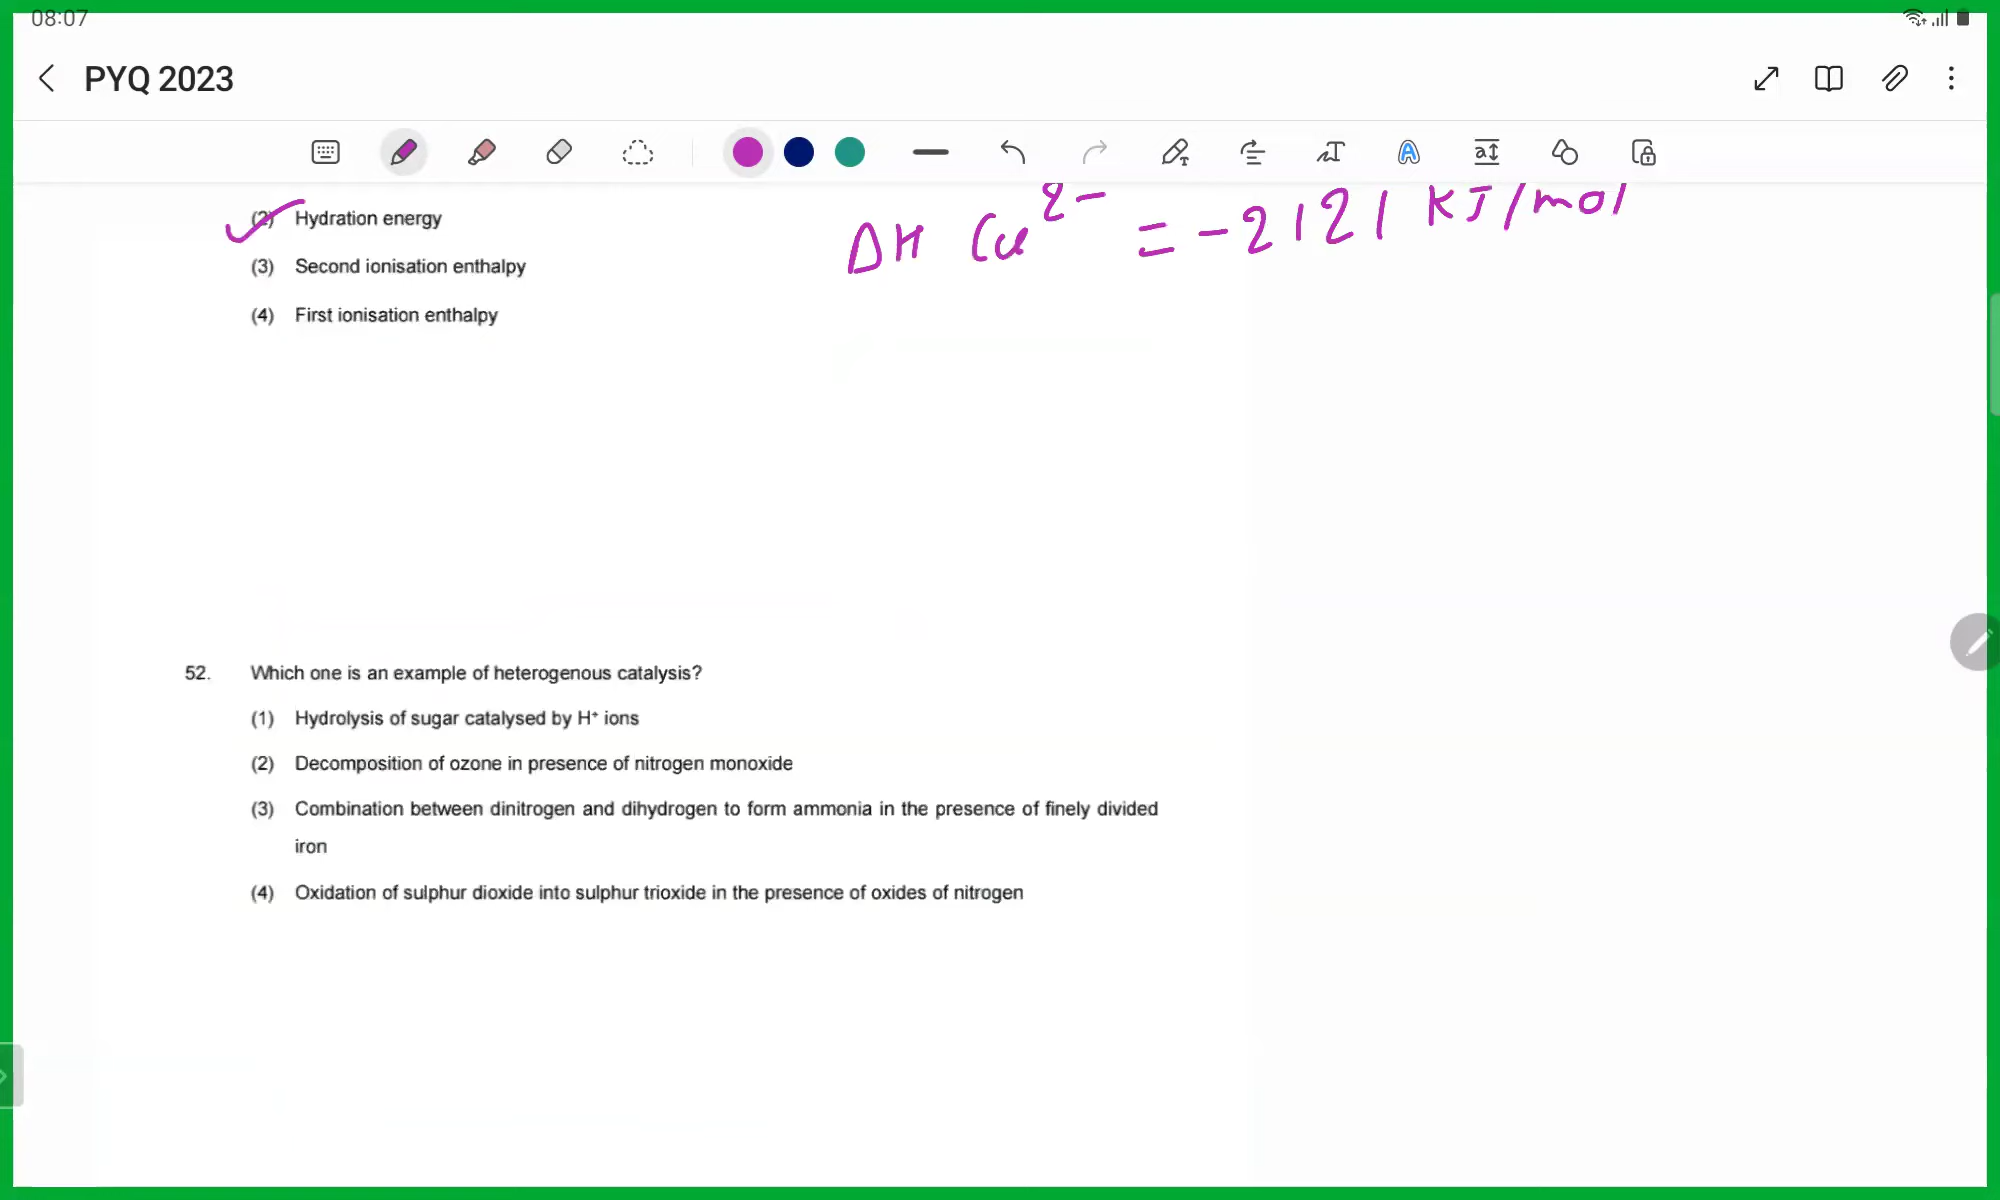 08:07
PYQ 2023
(2) Hydration energy
ΔH Cu²⁻ = -2121 KJ/mol
(3) Second ionisation enthalpy
(4) First ionisation enthalpy
52. Which one is an example of heterogenous catalysis?
(1) Hydrolysis of sugar catalysed by H⁺ ions
(2) Decomposition of ozone in presence of nitrogen monoxide
(3) Combination between dinitrogen and dihydrogen to form ammonia in the presence of finely divided
iron
(4) Oxidation of sulphur dioxide into sulphur trioxide in the presence of oxides of nitrogen